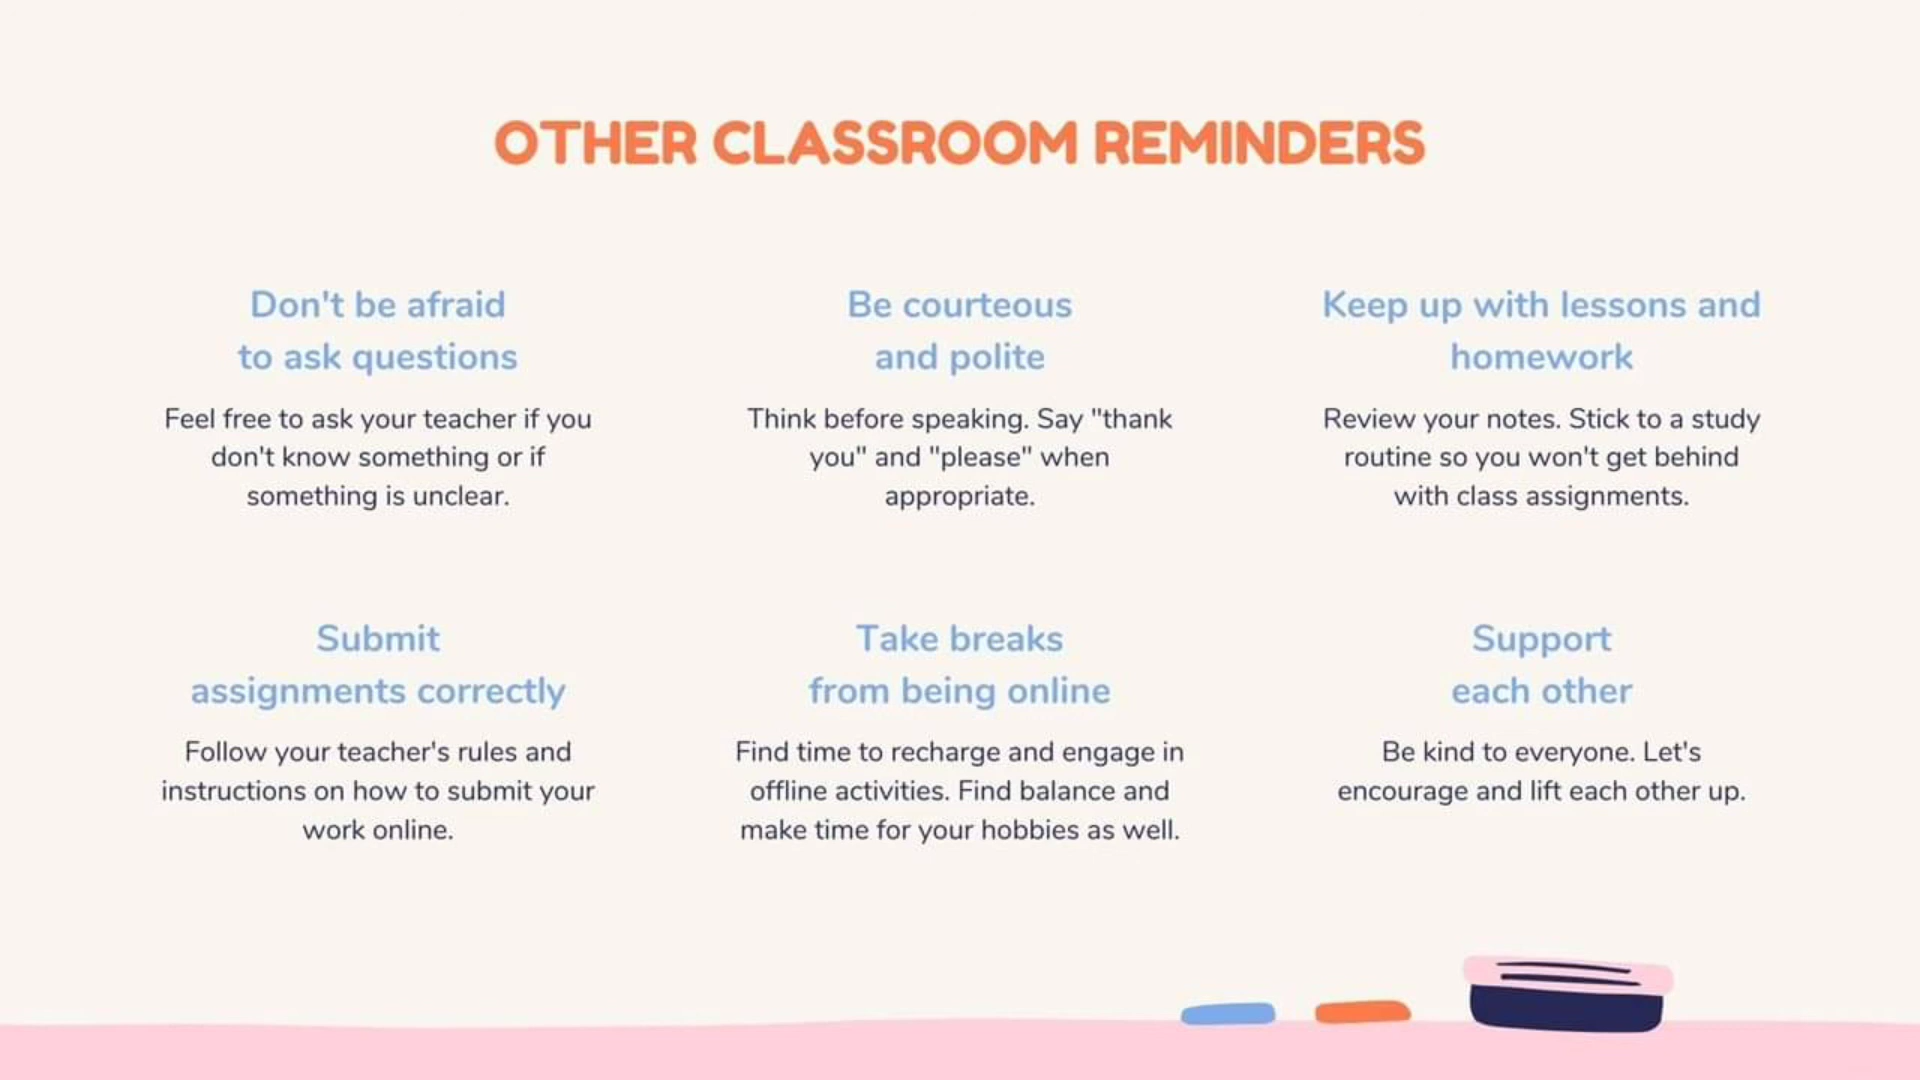 OTHER CLASSROOM REMINDERS
Don't be afraid
to ask questions
Feel free to ask your teacher if you
don't know something or if
something is unclear.
Be courteous
and polite
Think before speaking. Say "thank
you" and "please" when
appropriate.
Keep up with lessons and
homework
Review your notes. Stick to a study
routine so you won't get behind
with class assignments.
Submit
assignments correctly
Follow your teacher's rules and
instructions on how to submit your
work online.
Take breaks
from being online
Find time to recharge and engage in
offline activities. Find balance and
make time for your hobbies as well.
Support
each other
Be kind to everyone. Let's
encourage and lift each other up.